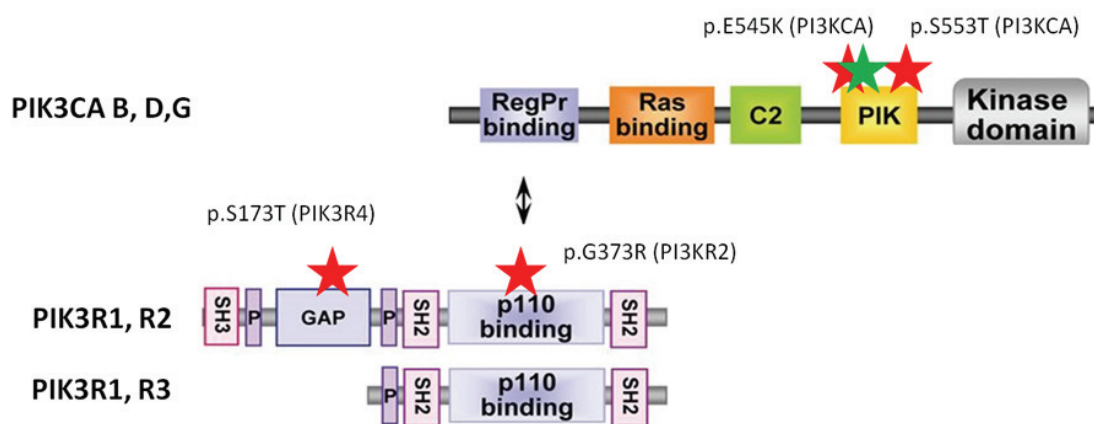 p.E545K (PI3KCA)
p.S553T (PI3KCA)
PIK3CA B, D,G
RegPr
binding
Ras
binding
C2
PIK
Kinase
domain
p.S173T (PIK3R4)
p.G373R (PI3KR2)
PIK3R1, R2
SH3
P
GAP
P
SH2
p110
binding
SH2
PIK3R1, R3
P
SH2
p110
binding
SH2